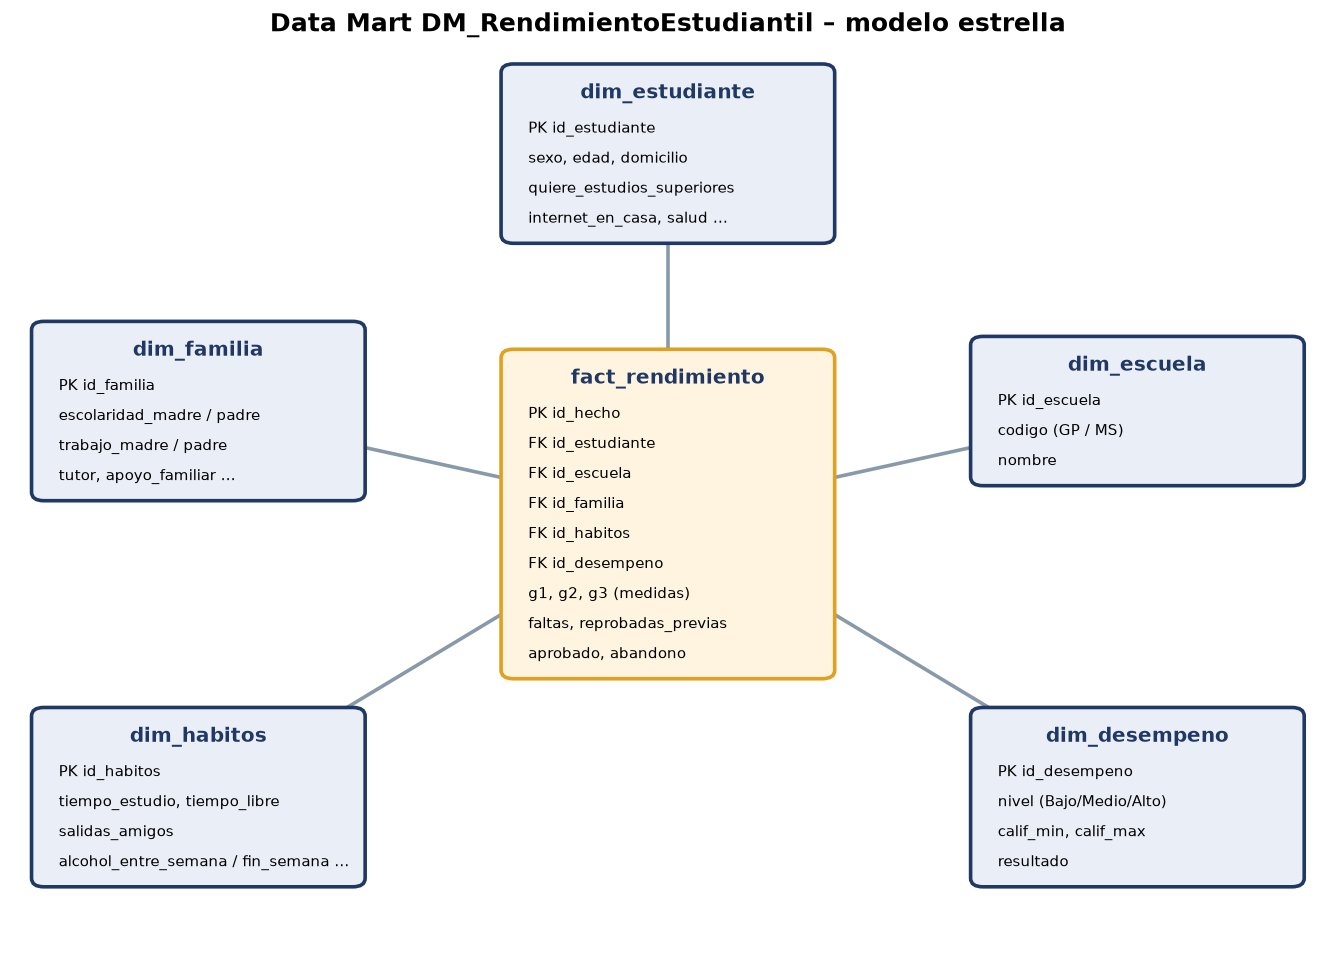 Data Mart DM_RendimientoEstudiantil – modelo estrella
dim_estudiante
PK id_estudiante
sexo, edad, domicilio
quiere_estudios_superiores
internet_en_casa, salud ...
dim_familia
PK id_familia
escolaridad_madre / padre
trabajo_madre / padre
tutor, apoyo_familiar ...
fact_rendimiento
PK id_hecho
FK id_estudiante
FK id_escuela
FK id_familia
FK id_habitos
FK id_desempeno
g1, g2, g3 (medidas)
faltas, reprobadas_previas
aprobado, abandono
dim_escuela
PK id_escuela
codigo (GP / MS)
nombre
dim_habitos
PK id_habitos
tiempo_estudio, tiempo_libre
salidas_amigos
alcohol_entre_semana / fin_semana ...
dim_desempeno
PK id_desempeno
nivel (Bajo/Medio/Alto)
calif_min, calif_max
resultado